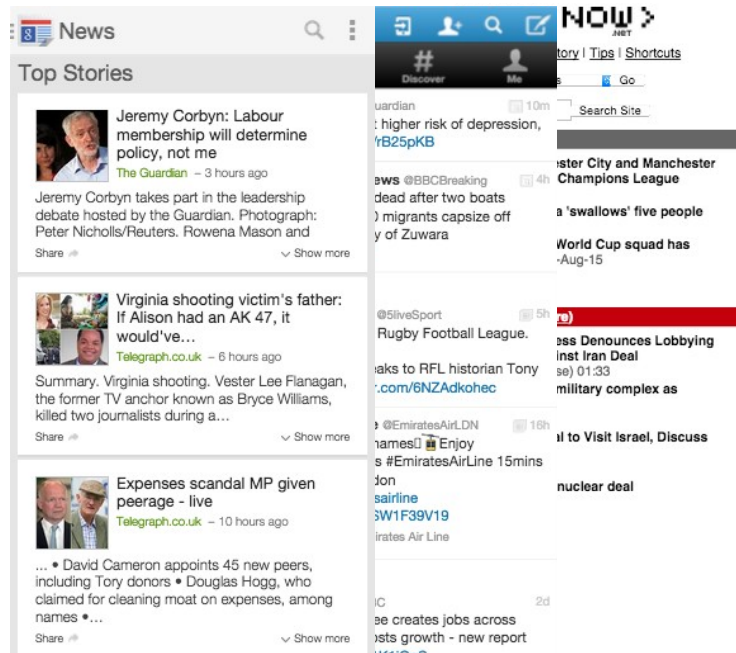 8 News
Top Stories
Jeremy Corbyn: Labour
membership will determine
policy, not me
The Guardian – 3 hours ago
Jeremy Corbyn takes part in the leadership
debate hosted by the Guardian. Photograph:
Peter Nicholls/Reuters. Rowena Mason and
Share
Show more
Virginia shooting victim's father:
If Alison had an AK 47, it
would've...
Telegraph.co.uk – 6 hours ago
Summary. Virginia shooting. Vester Lee Flanagan,
the former TV anchor known as Bryce Williams,
killed two journalists during a...
Share
Show more
Expenses scandal MP given
peerage - live
Telegraph.co.uk – 10 hours ago
... • David Cameron appoints 45 new peers,
including Tory donors • Douglas Hogg, who
claimed for cleaning moat on expenses, among
names •...
Share
Show more
#
Discover
Me
uardian 10m
higher risk of depression,
/rB25pKB
ews @BBCBreaking 4h
dead after two boats
migrants capsize off
y of Zuwara
@5liveSport 5h
Rugby Football League.
eaks to RFL historian Tony
r.com/6NZAdkohec
@EmiratesAirLDN 16h
names Enjoy
s #EmiratesAirLine 15mins
don
sairline
SW1F39V19
irates Air Line
2d
ee creates jobs across
osts growth - new report
NOW >
.NET
tory | Tips | Shortcuts
s Go
Search Site
ester City and Manchester
Champions League
a 'swallows' five people
World Cup squad has
-Aug-15
re)
ess Denounces Lobbying
inst Iran Deal
se) 01:33
military complex as
al to Visit Israel, Discuss
nuclear deal